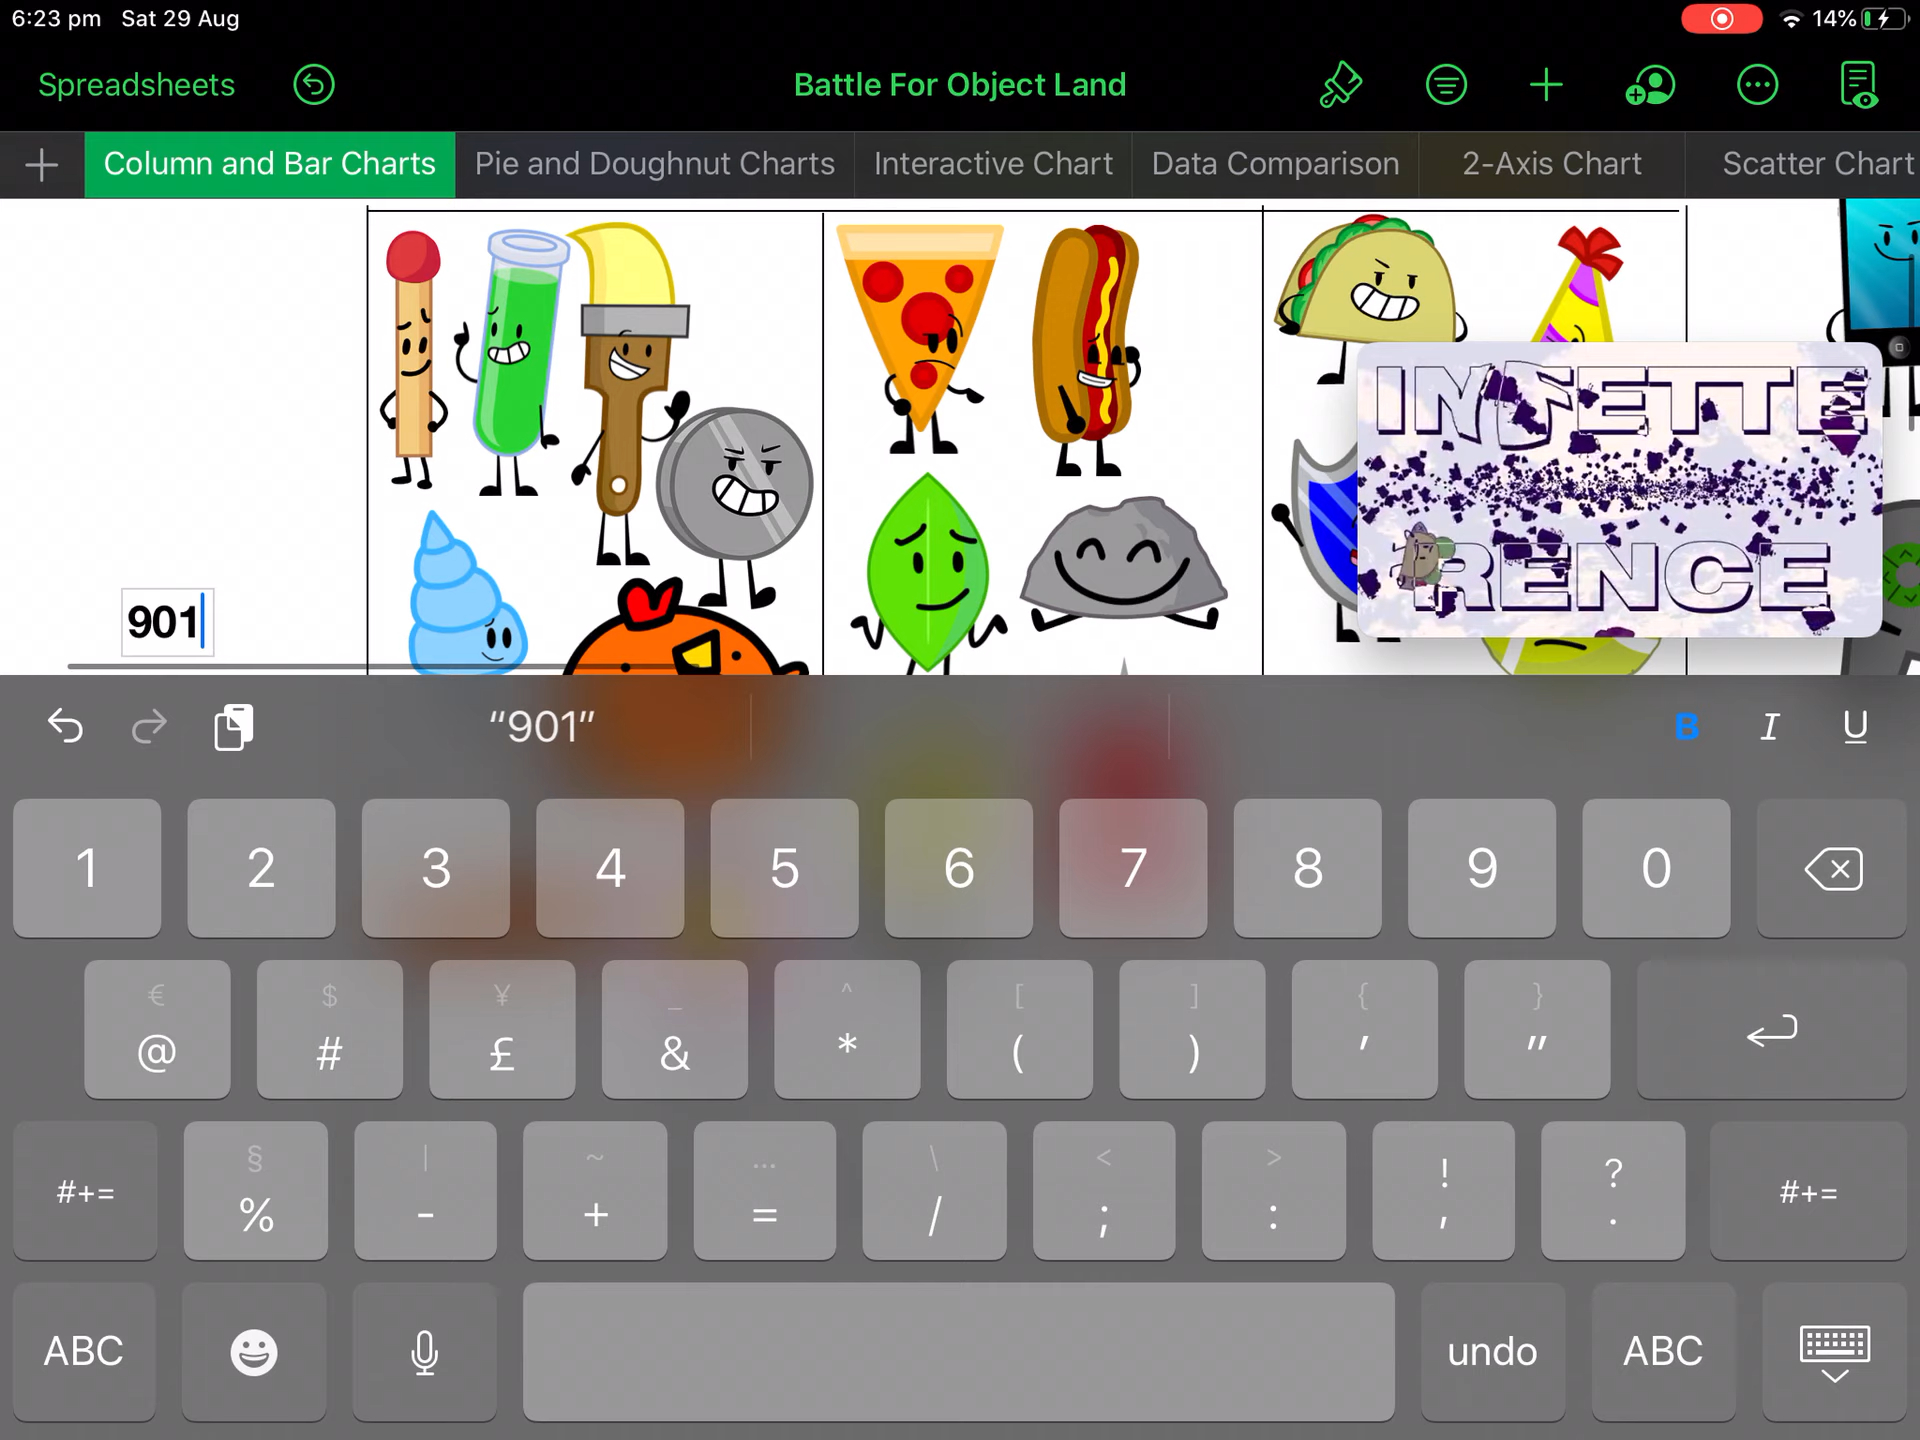 6:23 pm Sat 29 Aug 14%
Spreadsheets Battle For Object Land
Column and Bar Charts Pie and Doughnut Charts Interactive Chart Data Comparison 2-Axis Chart Scatter Chart
INFETTE
RENCE
901
“901” B I U
1 2 3 4 5 6 7 8 9 0
€ $ ¥ _ ^ [ ] { }
@ # £ & * ( ) ' "
§ | ~ … \ < > ! ?
#+= % - + = / ; : , . #+=
ABC undo ABC